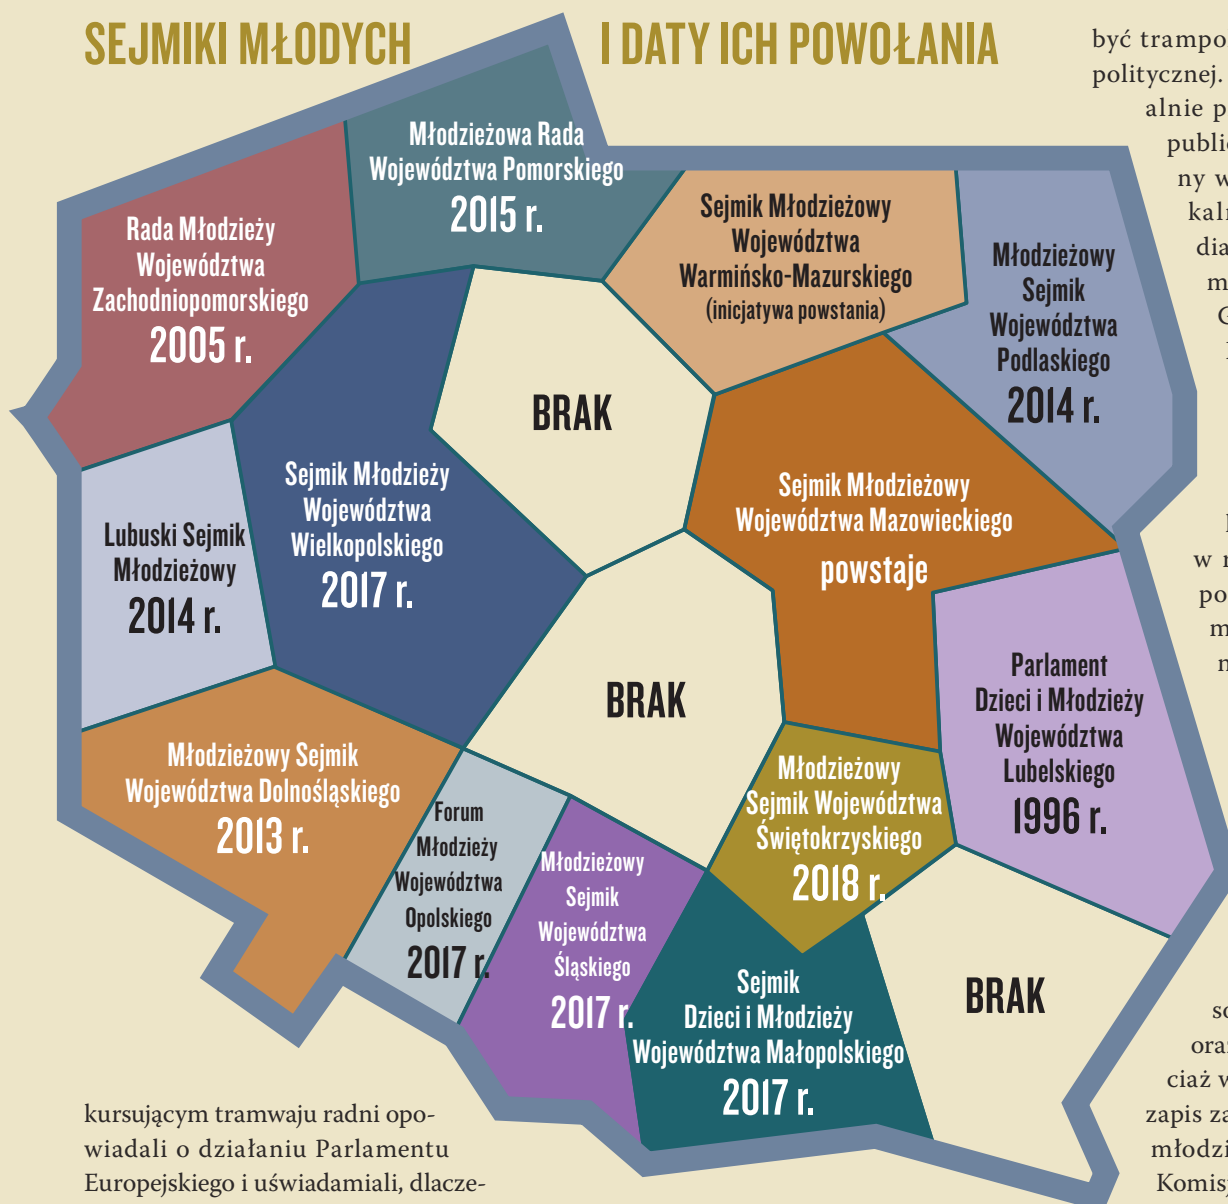 SEJMIKI MŁODYCH I DATY ICH POWOŁANIA
Młodzieżowa Rada
Województwa Pomorskiego
2015 r.
Rada Młodzieży
Województwa
Zachodniopomorskiego
2005 r.
Sejmik Młodzieżowy
Województwa
Warmińsko-Mazurskiego
(inicjatywa powstania)
Młodzieżowy
Sejmik
Województwa
Podlaskiego
2014 r.
BRAK
Sejmik Młodzieży
Województwa
Wielkopolskiego
2017 r.
Sejmik Młodzieżowy
Województwa Mazowieckiego
powstaje
Lubuski Sejmik
Młodzieżowy
2014 r.
BRAK
Parlament
Dzieci i Młodzieży
Województwa
Lubelskiego
1996 r.
Młodzieżowy Sejmik
Województwa Dolnośląskiego
2013 r.
Forum
Młodzieży
Województwa
Opolskiego
2017 r.
Młodzieżowy
Sejmik
Województwa
Śląskiego
2017 r.
Młodzieżowy
Sejmik Województwa
Świętokrzyskiego
2018 r.
Sejmik
Dzieci i Młodzieży
Województwa Małopolskiego
2017 r.
BRAK
kursującym tramwaju radni opo-
wiadali o działaniu Parlamentu
Europejskiego i uświadamiali, dlacze-
być
politycznej.
alnie
ny
w
oraz
zapis